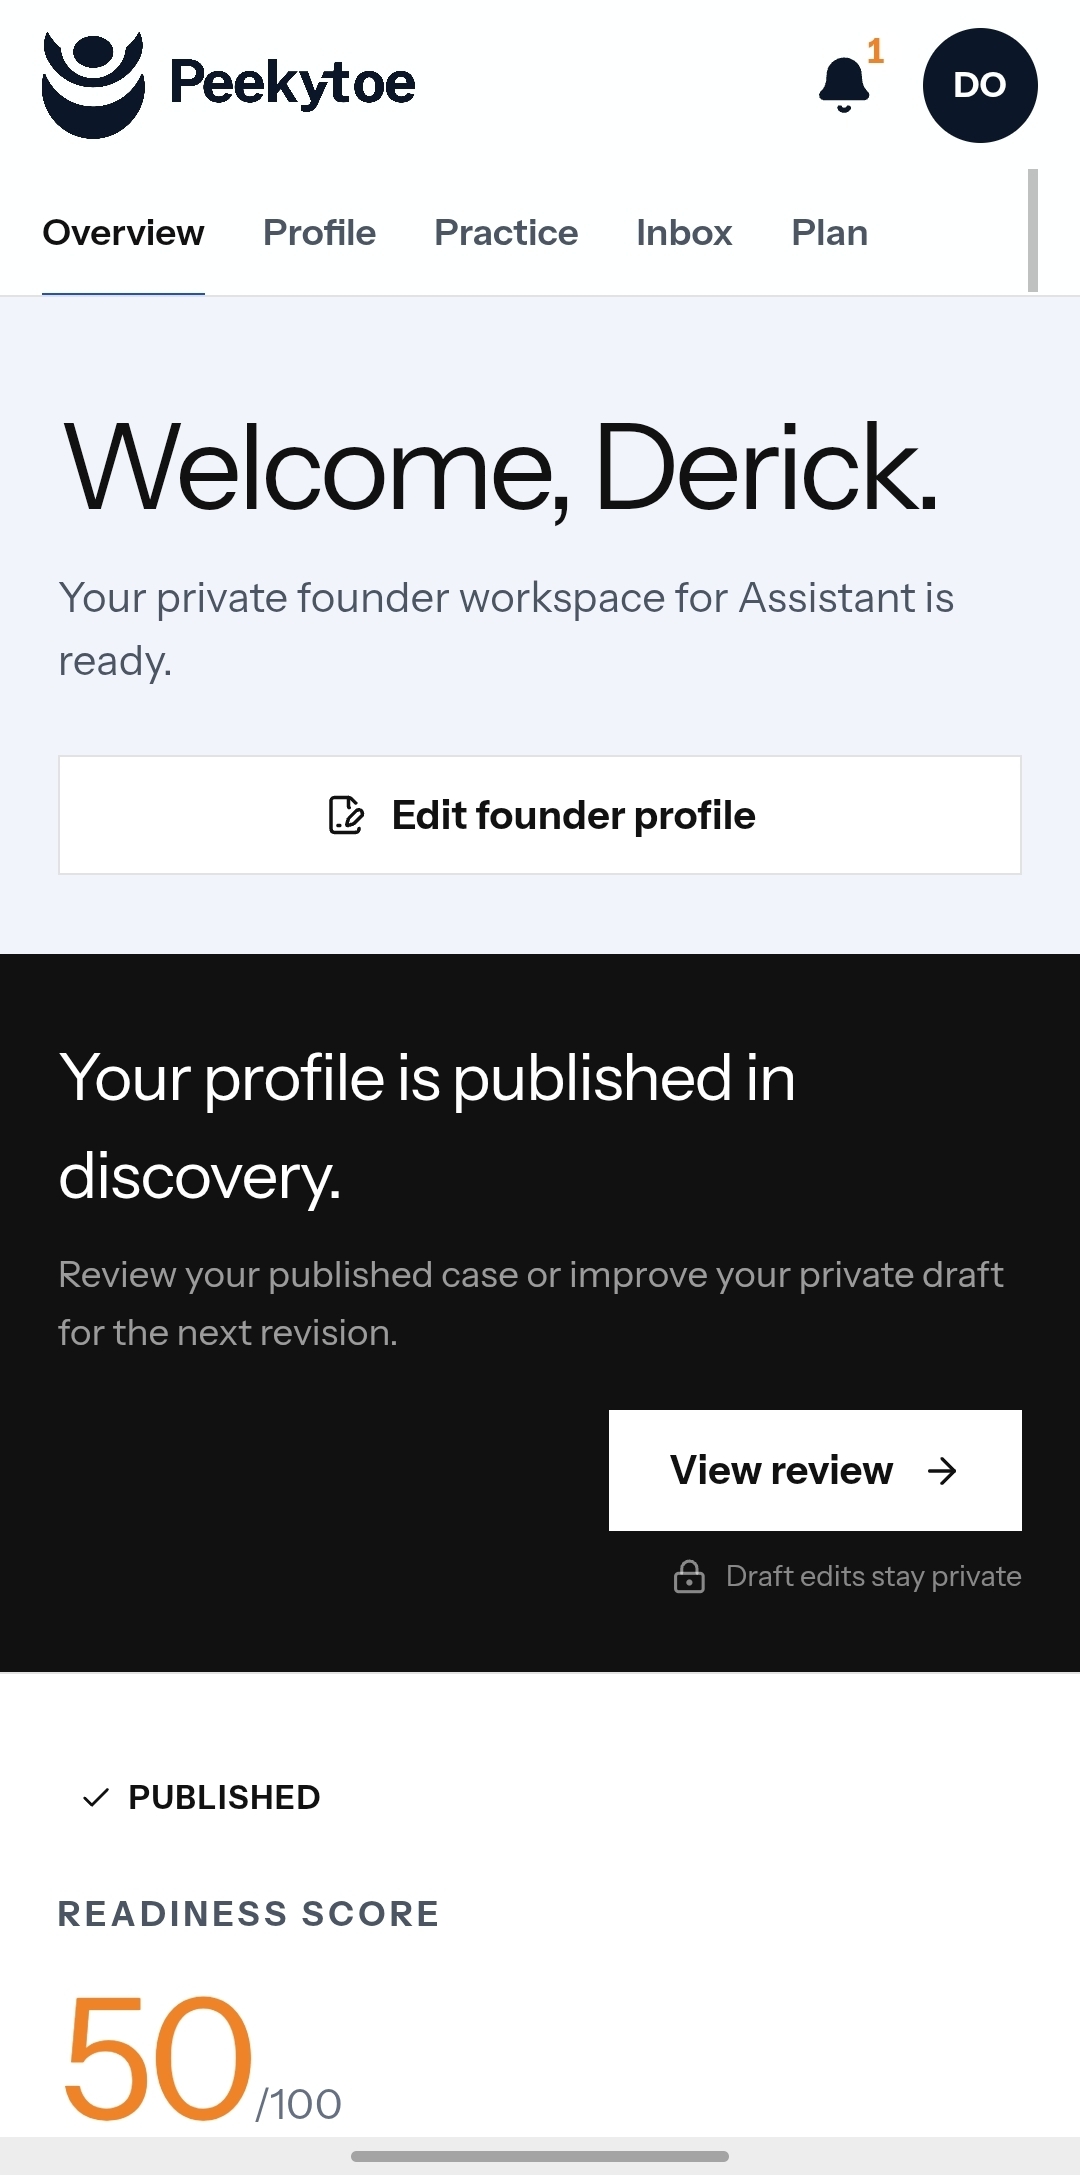 Peekytoe
1
DO
Overview Profile Practice Inbox Plan
Welcome, Derick.
Your private founder workspace for Assistant is
ready.
Edit founder profile
Your profile is published in
discovery.
Review your published case or improve your private draft
for the next revision.
View review
Draft edits stay private
PUBLISHED
READINESS SCORE
50/100